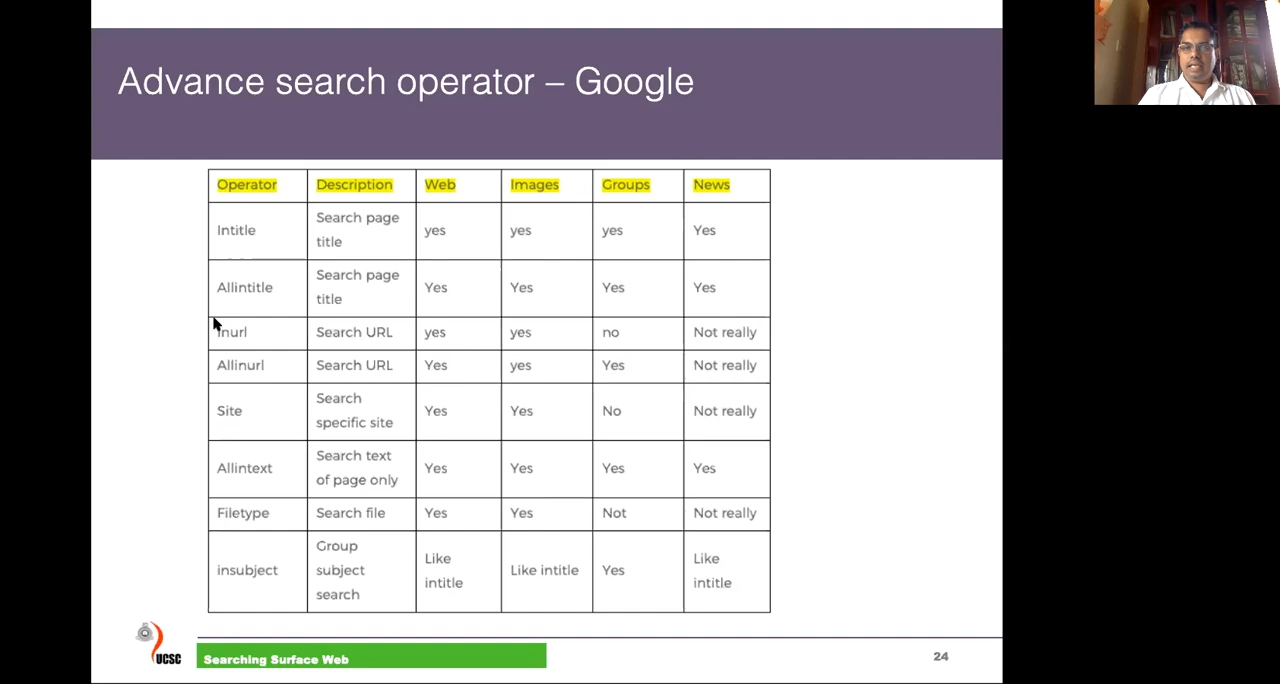 Advance search operator – Google
Operator Description Web Images Groups News
Intitle Search page title yes yes yes Yes
Allintitle Search page title Yes Yes Yes Yes
Inurl Search URL yes yes no Not really
Allinurl Search URL Yes yes Yes Not really
Site Search specific site Yes Yes No Not really
Allintext Search text of page only Yes Yes Yes Yes
Filetype Search file Yes Yes Not Not really
insubject Group subject search Like intitle Like intitle Yes Like intitle
UCSC
Searching Surface Web
24